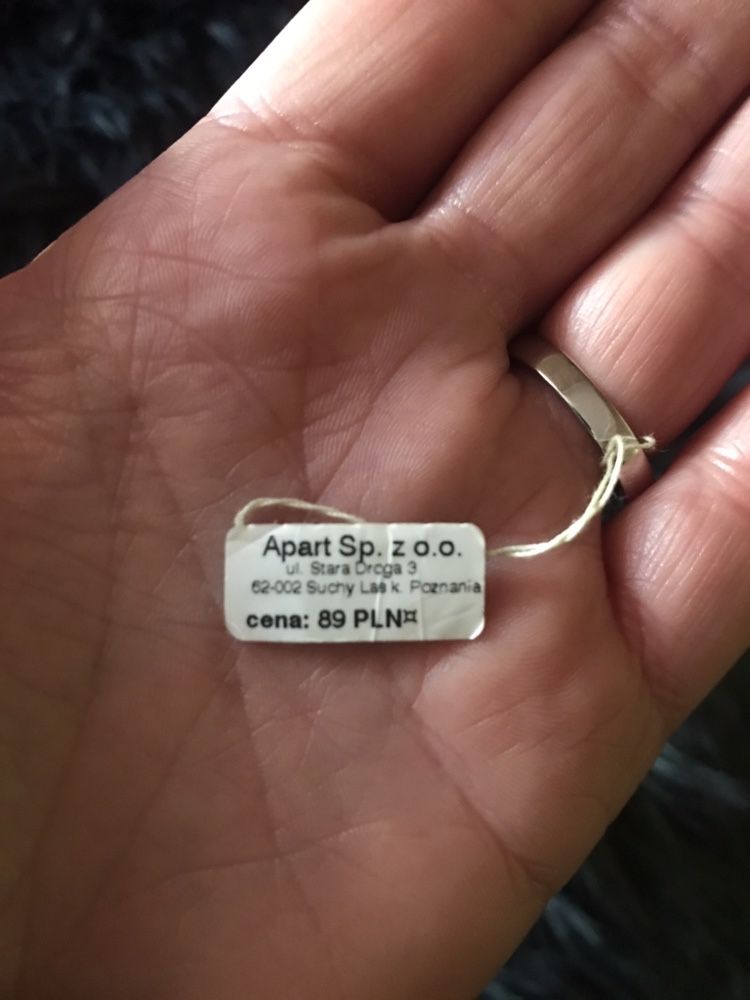 Apart Sp. z o.o.
ul. Stara Droga 3
62-002 Suchy Las k. Poznania
cena: 89 PLN¤